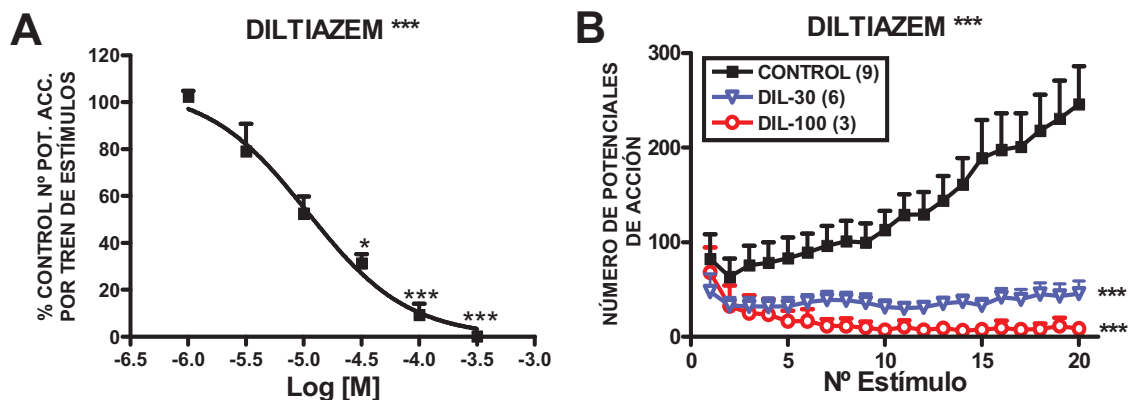 A
DILTIAZEM ***
% CONTROL Nº POT. ACC.
POR TREN DE ESTÍMULOS
120
100
80
60
40
20
0
*
***
***
-6.5 -6.0 -5.5 -5.0 -4.5 -4.0 -3.5 -3.0
Log [M]
B
DILTIAZEM ***
NÚMERO DE POTENCIALES
DE ACCIÓN
300
200
100
0
CONTROL (9)
DIL-30 (6)
DIL-100 (3)
***
***
0 5 10 15 20
Nº Estímulo